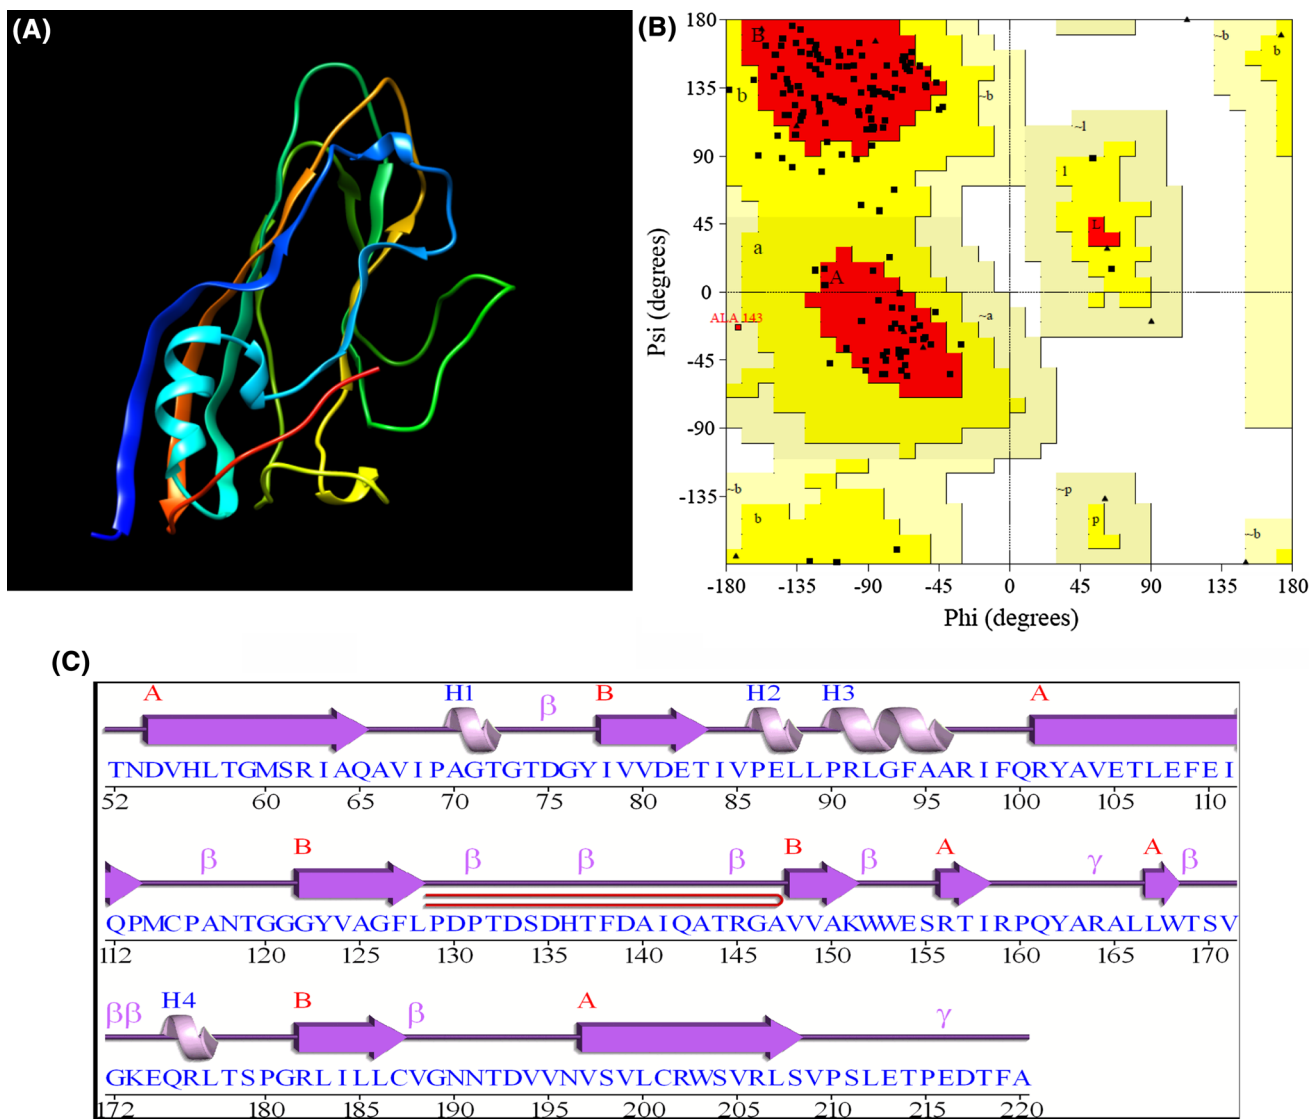 (A)
(B)
180
135
90
45
0
-45
-90
-135
Psi (degrees)
B
b
~b
~b
b
~l
l
L
a
A
~a
ALA 143
~b
b
~p
p
~b
-180 -135 -90 -45 0 45 90 135 180
Phi (degrees)
(C)
A H1 β B H2 H3 A
TNDVHLTGMSRIAQAVIPAGTGTDGYIVVDETIVPELLPRLGFAARIFQRYAVETLEFEI
52 60 65 70 75 80 85 90 95 100 105 110
β B β β β B β A γ A β
QPMCPANTGGGYVAGFLPDPTDSDHTFDAIQATRGAVVAKWWESRTIRPQYARALLWTSV
112 120 125 130 135 140 145 150 155 160 165 170
ββ H4 B β A γ
GKEQRLTSPGRLILLCVGNNTDVVNVSVLCRWSVRLSVPSLETPEDTFA
172 180 185 190 195 200 205 210 215 220